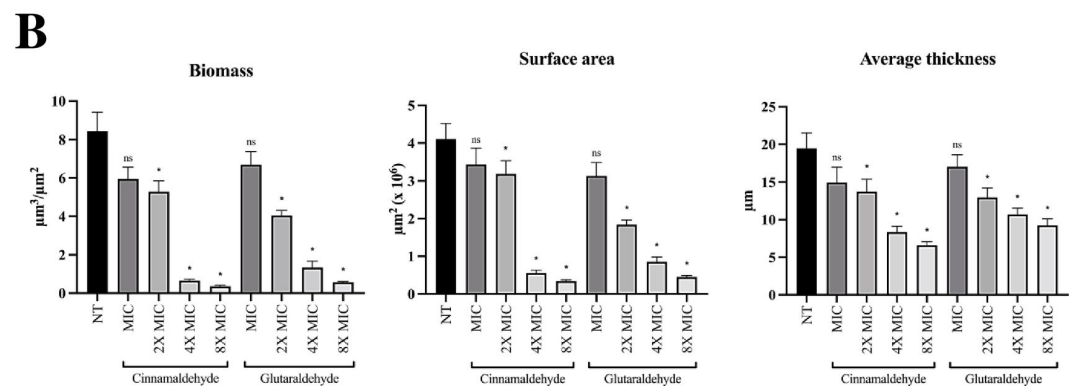 B
Biomass
μm³/μm²
10
8
6
4
2
0
ns
*
*
*
ns
*
*
*
NT
MIC
2X MIC
4X MIC
8X MIC
MIC
2X MIC
4X MIC
8X MIC
Cinnamaldehyde
Glutaraldehyde
Surface area
μm² (x 10⁶)
5
4
3
2
1
0
ns
*
*
*
ns
*
*
*
NT
MIC
2X MIC
4X MIC
8X MIC
MIC
2X MIC
4X MIC
8X MIC
Cinnamaldehyde
Glutaraldehyde
Average thickness
μm
25
20
15
10
5
0
ns
*
*
*
ns
*
*
*
NT
MIC
2X MIC
4X MIC
8X MIC
MIC
2X MIC
4X MIC
8X MIC
Cinnamaldehyde
Glutaraldehyde